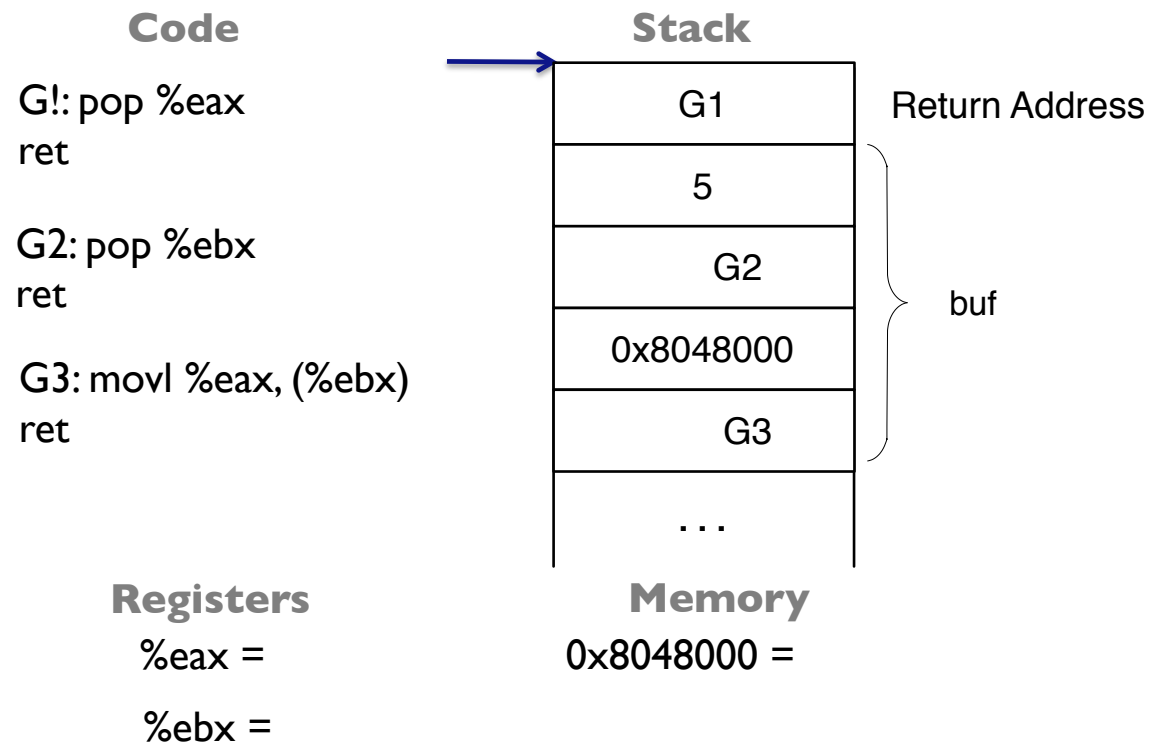 Code
Stack
G!: pop %eax
ret
G1
Return Address
5
G2: pop %ebx
ret
G2
buf
0x8048000
G3: movl %eax, (%ebx)
ret
G3
...
Registers
Memory
%eax =
0x8048000 =
%ebx =